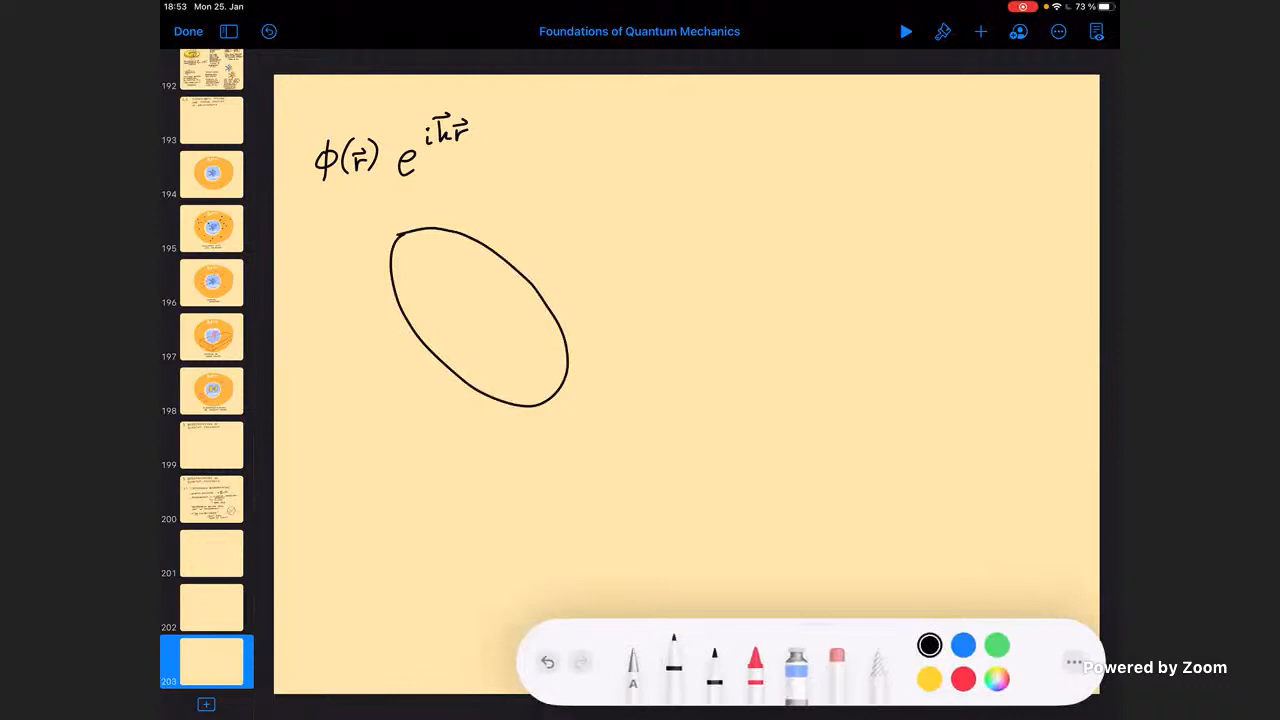 18:53 Mon 25. Jan
73 %
Done
Foundations of Quantum Mechanics
192
193
194
195
196
197
198
199
200
201
202
203
ϕ(r⃗) e^{ik⃗r⃗}
A
Powered by Zoom